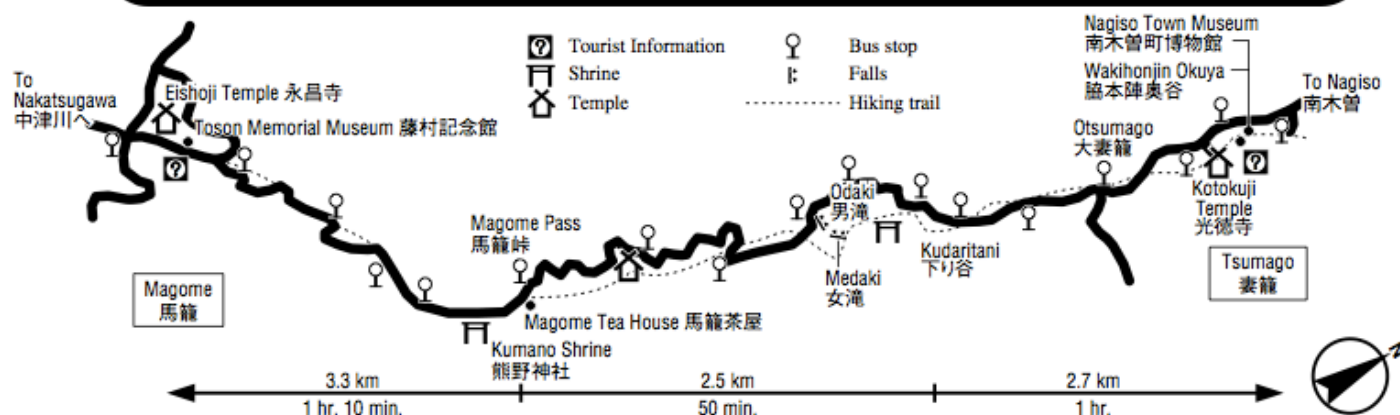 To
Nakatsugawa
中津川へ
Eishoji Temple 永昌寺
Toson Memorial Museum 藤村記念館
?
? Tourist Information
Shrine
Temple
Bus stop
Falls
Hiking trail
Nagiso Town Museum
南木曽町博物館
Wakihonjin Okuya
脇本陣奥谷
To Nagiso
南木曽
Otsumago
大妻籠
?
Kotokuji
Temple
光徳寺
Tsumago
妻籠
Odaki
男滝
Medaki
女滝
Kudaritani
下り谷
Magome Pass
馬籠峠
Magome Tea House 馬籠茶屋
Kumano Shrine
熊野神社
Magome
馬籠
3.3 km
1 hr. 10 min.
2.5 km
50 min.
2.7 km
1 hr.
N